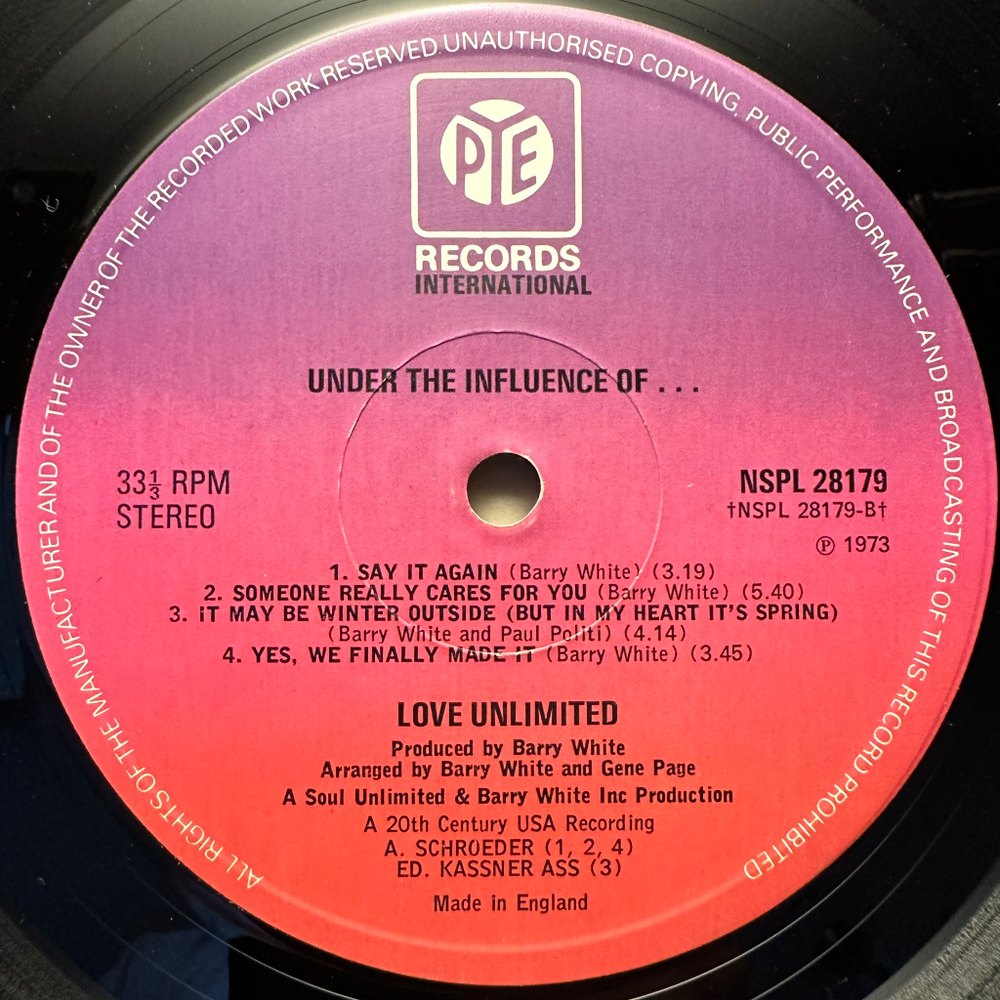 ALL RIGHTS OF THE MANUFACTURER AND OF THE OWNER OF THE RECORDED WORK RESERVED. UNAUTHORISED COPYING, PUBLIC PERFORMANCE AND BROADCASTING OF THIS RECORD PROHIBITED
PYE
RECORDS
INTERNATIONAL
UNDER THE INFLUENCE OF . . .
33⅓ RPM
STEREO
NSPL 28179
†NSPL 28179-B†
℗ 1973
1. SAY IT AGAIN (Barry White) (3.19)
2. SOMEONE REALLY CARES FOR YOU (Barry White) (5.40)
3. IT MAY BE WINTER OUTSIDE (BUT IN MY HEART IT'S SPRING)
(Barry White and Paul Politi) (4.14)
4. YES, WE FINALLY MADE IT (Barry White) (3.45)
LOVE UNLIMITED
Produced by Barry White
Arranged by Barry White and Gene Page
A Soul Unlimited & Barry White Inc Production
A 20th Century USA Recording
A. SCHROEDER (1, 2, 4)
ED. KASSNER ASS (3)
Made in England